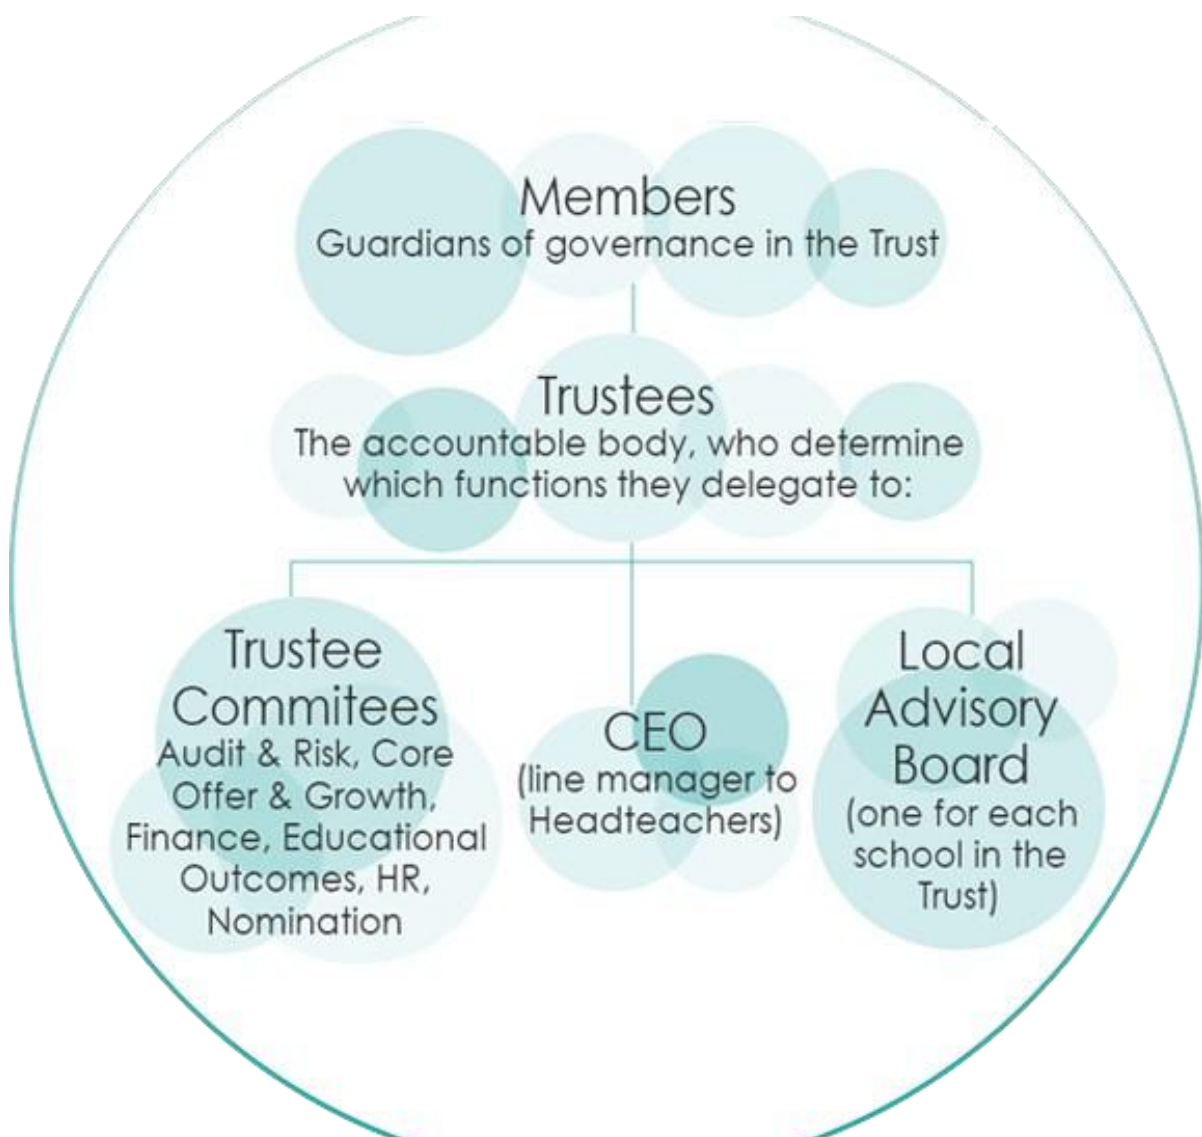 Members
Guardians of governance in the Trust
Trustees
The accountable body, who determine
which functions they delegate to:
Trustee
Commitees
Audit & Risk, Core
Offer & Growth,
Finance, Educational
Outcomes, HR,
Nomination
CEO
(line manager to
Headteachers)
Local
Advisory
Board
(one for each
school in the
Trust)